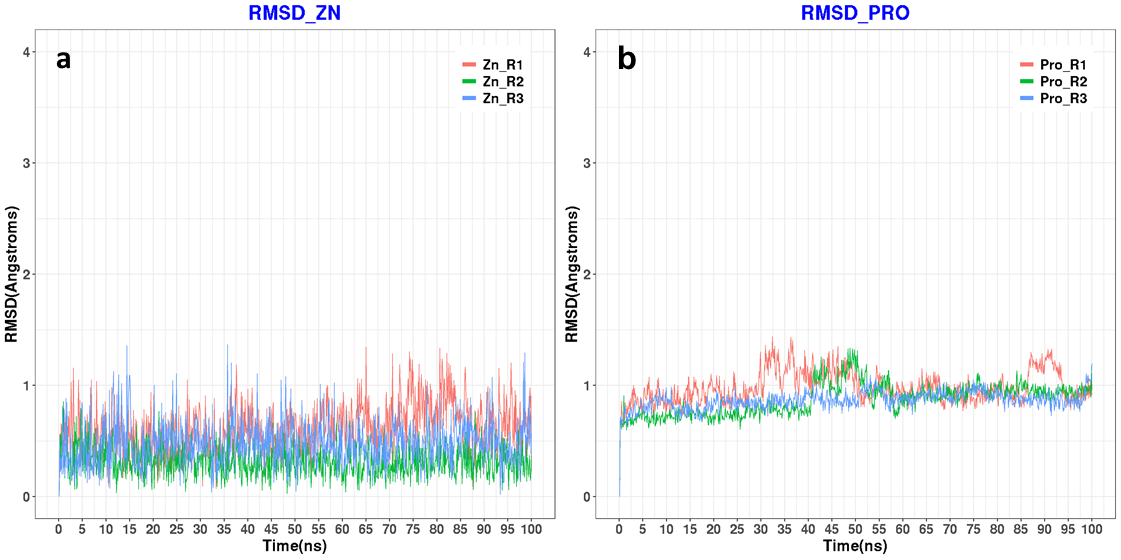 RMSD_ZN
a
Zn_R1
Zn_R2
Zn_R3
4
3
2
1
0
RMSD(Angstroms)
0 5 10 15 20 25 30 35 40 45 50 55 60 65 70 75 80 85 90 95 100
Time(ns)
RMSD_PRO
b
Pro_R1
Pro_R2
Pro_R3
4
3
2
1
0
RMSD(Angstroms)
0 5 10 15 20 25 30 35 40 45 50 55 60 65 70 75 80 85 90 95 100
Time(ns)